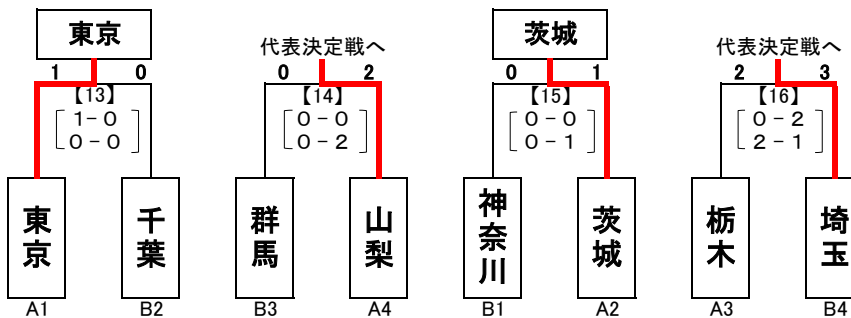 東京 代表決定戦へ 茨城 代表決定戦へ
1 0 0 2 0 1 2 3
【13】 【14】 【15】 【16】
1-0 0-0 0-0 0-2
0-0 0-2 0-1 2-1
東京 千葉 群馬 山梨 神奈川 茨城 栃木 埼玉
A1 B2 B3 A4 B1 A2 A3 B4